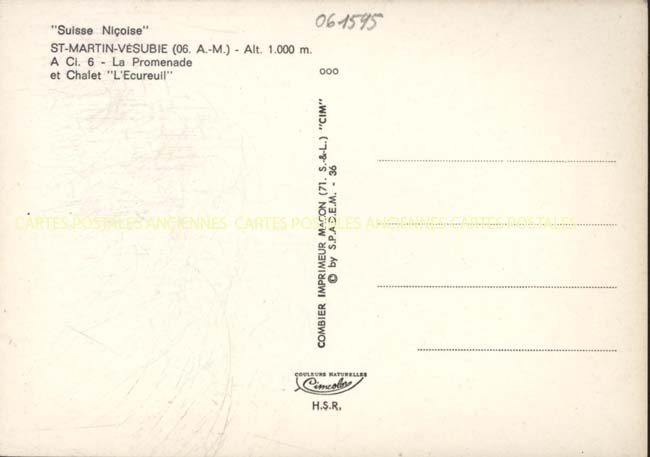 061595
"Suisse Niçoise"
ST-MARTIN-VÉSUBIE (06. A.-M.) - Alt. 1.000 m.
A Ci. 6 - La Promenade
et Chalet "L'Ecureuil"
ooo
COMBIER IMPRIMEUR MACON (71. S.-&-L.) "CIM"
© by S.P.A.D.E.M. - 36
CARTES POSTALES ANCIENNES CARTES POSTALES ANCIENNES CARTES POSTALES
COULEURS NATURELLES
Cimcolor
H.S.R.